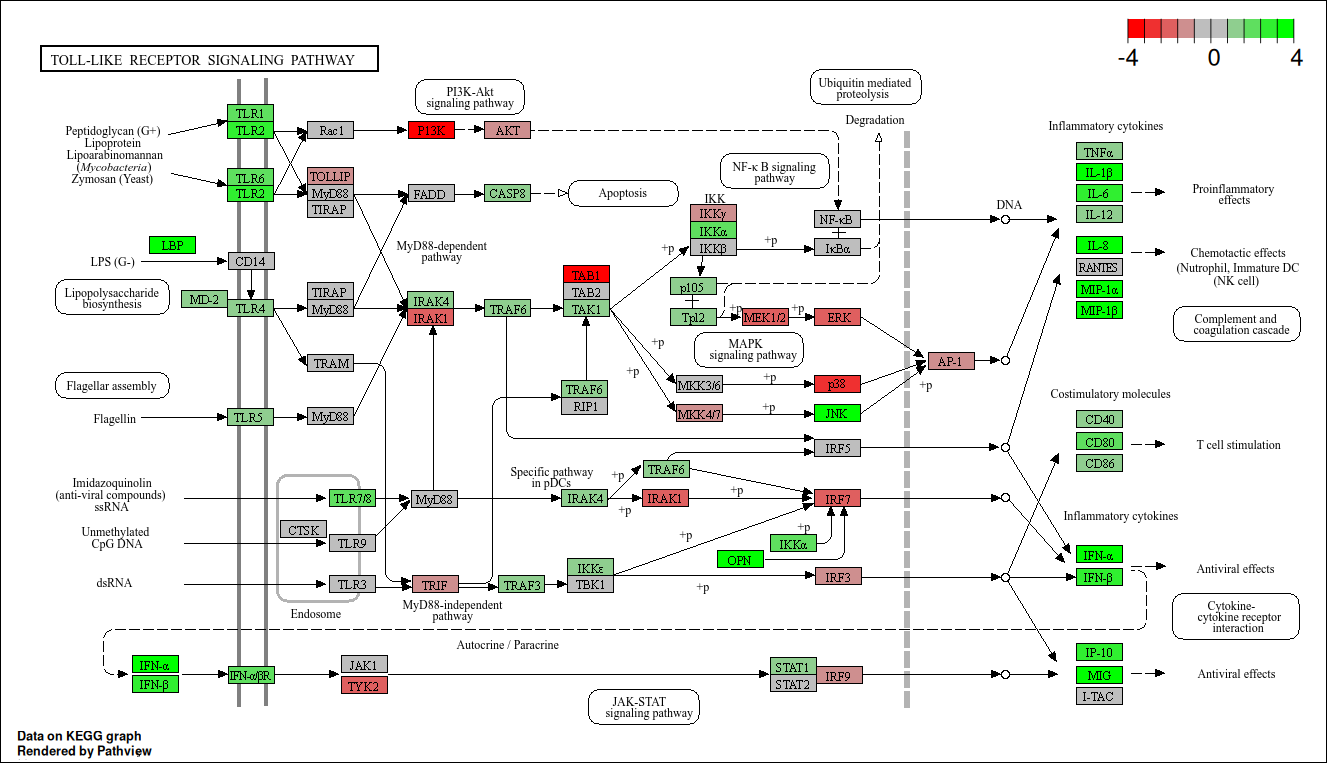 -4 0 4
TOLL-LIKE RECEPTOR SIGNALING PATHWAY
PI3K-Akt
signaling pathway
Ubiquitin mediated
proteolysis
Degradation
Inflammatory cytokines
Peptidoglycan (G+)
Lipoprotein
Lipoarabinomannan
(Mycobacteria)
Zymosan (Yeast)
TLR1
TLR2
Rac1
PI3K
AKT
TLR6
TLR2
TOLLIP
MyD88
TIRAP
FADD
CASP8
Apoptosis
NF-κ B signaling
pathway
IKK
IKKγ
IKKα
IKKβ
+p
+p
NF-κB
IκBα
DNA
TNFα
IL-1β
IL-6
IL-12
Proinflammatory
effects
IL-8
RANTES
MIP-1α
MIP-1β
Chemotactic effects
(Nutrophil, Immature DC
(NK cell)
Complement and
coagulation cascade
LBP
LPS (G-)
CD14
MyD88-dependent
pathway
Lipopolysaccharide
biosynthesis
MD-2
TLR4
TIRAP
MyD88
IRAK4
IRAK1
TRAF6
TAB1
TAB2
TAK1
p105
Tpl2
+p
MEK1/2
+p
ERK
MAPK
signaling pathway
AP-1
+p
TRAM
+p
+p
MKK3/6
+p
p38
MKK4/7
+p
JNK
Flagellar assembly
Flagellin
TLR5
MyD88
TRAF6
RIP1
IRF5
Costimulatory molecules
CD40
CD80
CD86
T cell stimulation
Imidazoquinolin
(anti-viral compounds)
ssRNA
TLR7/8
MyD88
Specific pathway
in pDCs
IRAK4
+p
+p
TRAF6
IRAK1
+p
IRF7
Unmethylated
CpG DNA
CTSK
TLR9
+p
IKKα
+p
OPN
Inflammatory cytokines
IFN-α
IFN-β
Antiviral effects
dsRNA
TLR3
Endosome
TRIF
MyD88-independent
pathway
TRAF3
IKKε
TBK1
+p
IRF3
Cytokine-
cytokine receptor
interaction
Autocrine / Paracrine
IFN-α
IFN-β
IFN-α/βR
JAK1
TYK2
STAT1
STAT2
IRF9
JAK-STAT
signaling pathway
IP-10
MIG
I-TAC
Antiviral effects
Data on KEGG graph
Rendered by Pathview